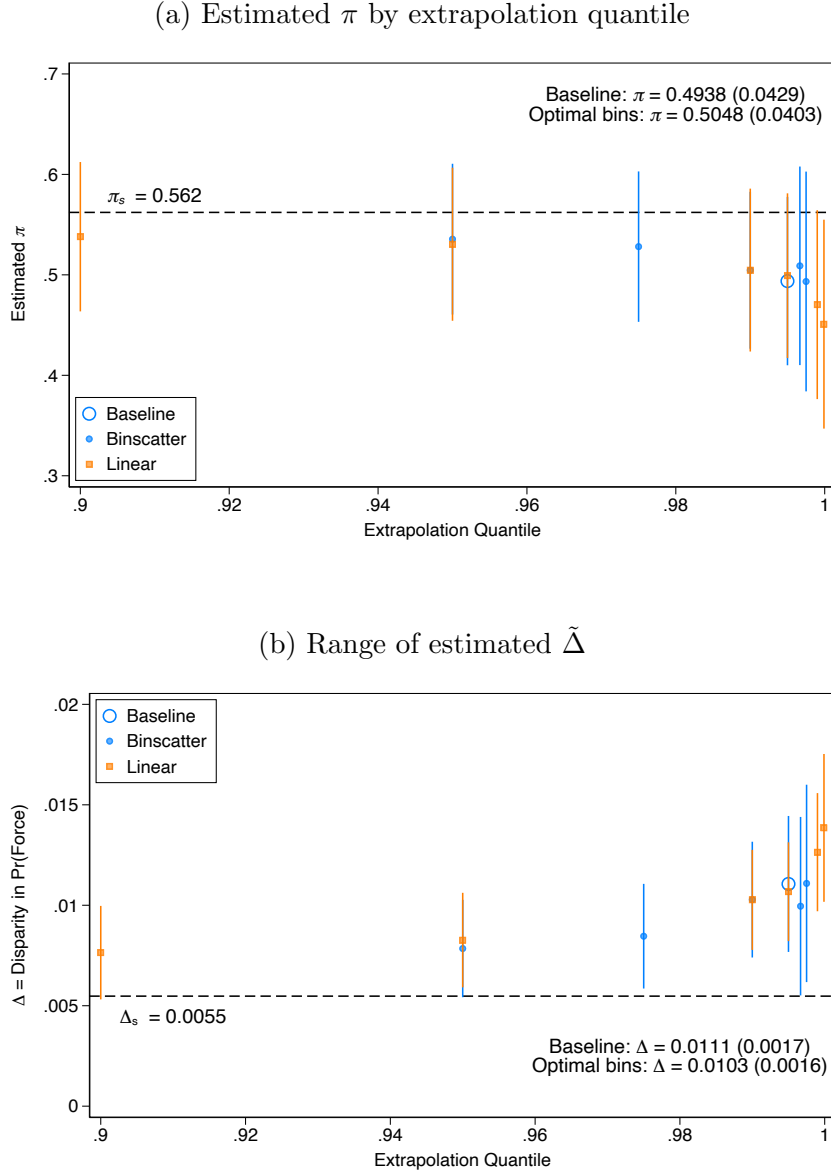 (a) Estimated π by extrapolation quantile
.7
Baseline: π = 0.4938 (0.0429)
Optimal bins: π = 0.5048 (0.0403)
.6
πₛ = 0.562
Estimated π
.5
.4
Baseline
Binscatter
Linear
.3
.9 .92 .94 .96 .98 1
Extrapolation Quantile
(b) Range of estimated Δ̃
.02
Baseline
Binscatter
Linear
.015
Δ = Disparity in Pr(Force)
.01
.005
Δₛ = 0.0055
Baseline: Δ = 0.0111 (0.0017)
Optimal bins: Δ = 0.0103 (0.0016)
0
.9 .92 .94 .96 .98 1
Extrapolation Quantile